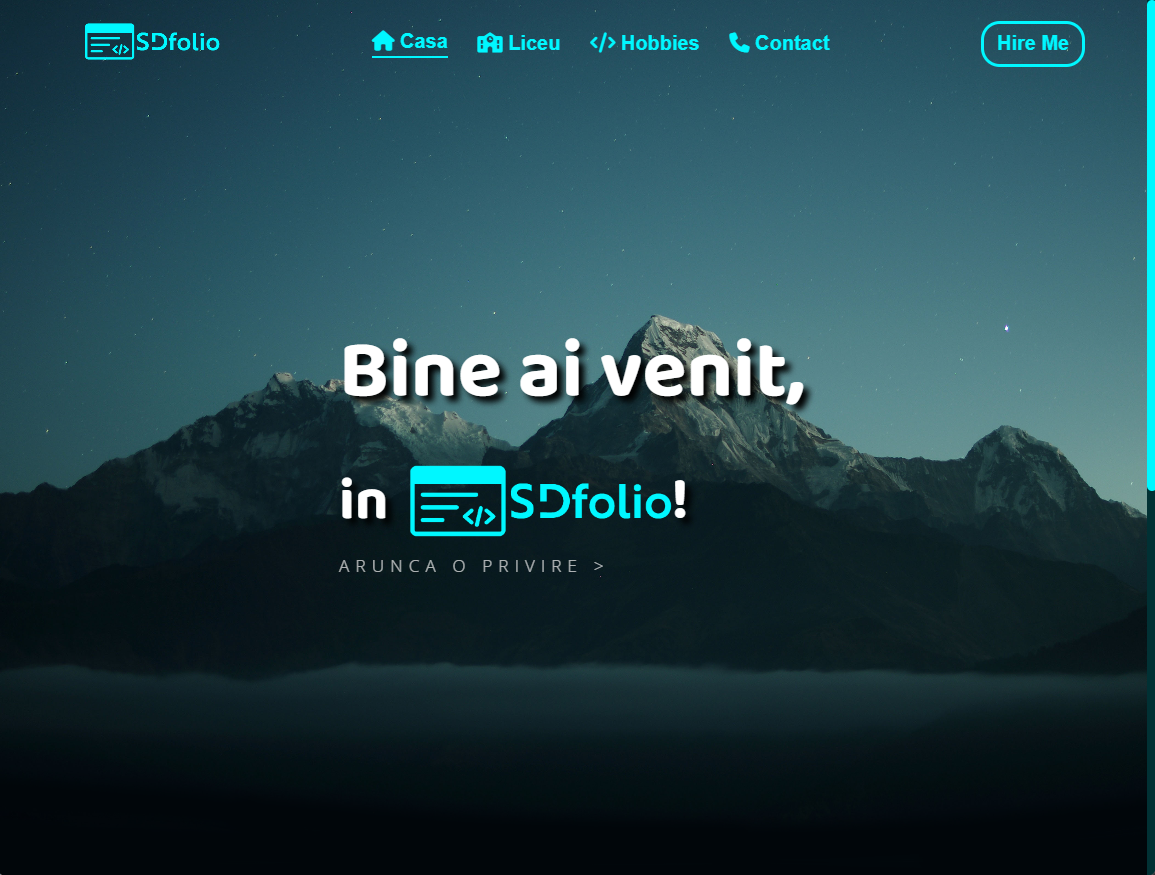 SDfolio Casa Liceu </> Hobbies Contact Hire Me
Bine ai venit,
in SDfolio!
ARUNCA O PRIVIRE >